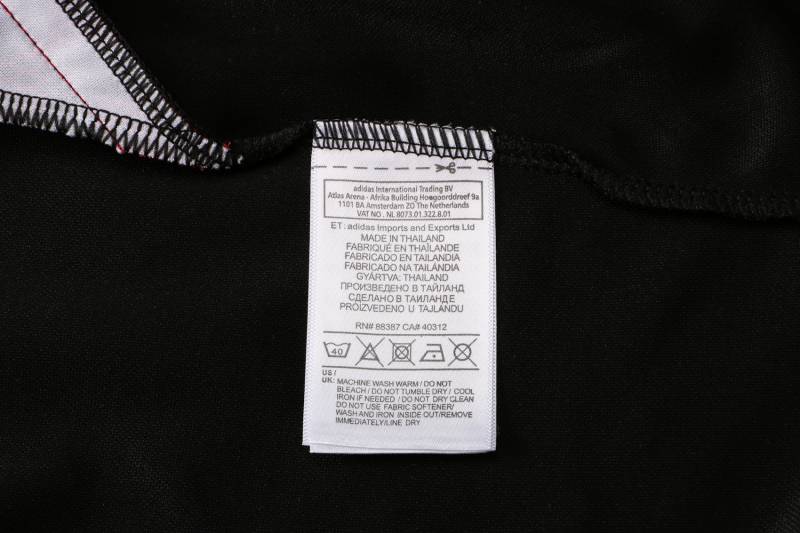 adidas International Trading BV
Atlas Arena - Afrika Building Hoogoorddreef 9a
1101 BA Amsterdam ZO The Netherlands
VAT NO . NL 8073.01.322.8.01
ET: adidas Imports and Exports Ltd
MADE IN THAILAND
FABRIQUÉ EN THAÏLANDE
FABRICADO EN TAILANDIA
FABRICADO NA TAILÂNDIA
GYÁRTVA: THAILAND
ПРОИЗВЕДЕНО В ТАЙЛАНД
СДЕЛАНО В ТАИЛАНДЕ
PROIZVEDENO U TAJLANDU
RN# 88387 CA# 40312
40
US /
UK: MACHINE WASH WARM / DO NOT
BLEACH / DO NOT TUMBLE DRY / COOL
IRON IF NEEDED / DO NOT DRY CLEAN
DO NOT USE FABRIC SOFTENER/
WASH AND IRON INSIDE OUT/REMOVE
IMMEDIATELY/LINE DRY